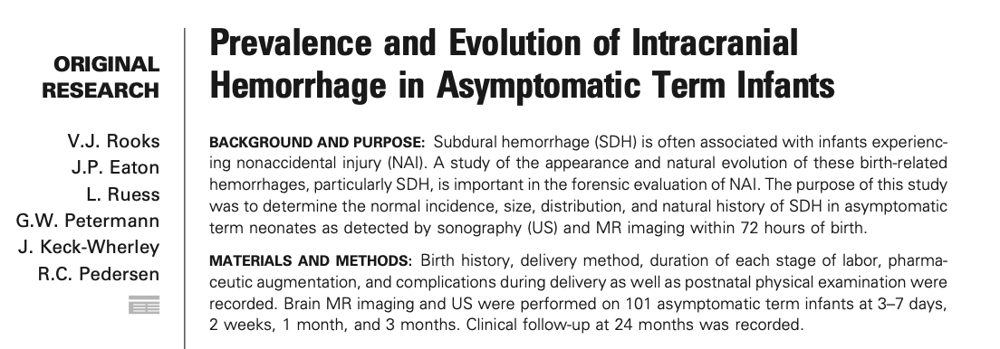 ORIGINAL
RESEARCH
V.J. Rooks
J.P. Eaton
L. Ruess
G.W. Petermann
J. Keck-Wherley
R.C. Pedersen
Prevalence and Evolution of Intracranial
Hemorrhage in Asymptomatic Term Infants
BACKGROUND AND PURPOSE: Subdural hemorrhage (SDH) is often associated with infants experienc-
ing nonaccidental injury (NAI). A study of the appearance and natural evolution of these birth-related
hemorrhages, particularly SDH, is important in the forensic evaluation of NAI. The purpose of this study
was to determine the normal incidence, size, distribution, and natural history of SDH in asymptomatic
term neonates as detected by sonography (US) and MR imaging within 72 hours of birth.
MATERIALS AND METHODS: Birth history, delivery method, duration of each stage of labor, pharma-
ceutic augmentation, and complications during delivery as well as postnatal physical examination were
recorded. Brain MR imaging and US were performed on 101 asymptomatic term infants at 3–7 days,
2 weeks, 1 month, and 3 months. Clinical follow-up at 24 months was recorded.